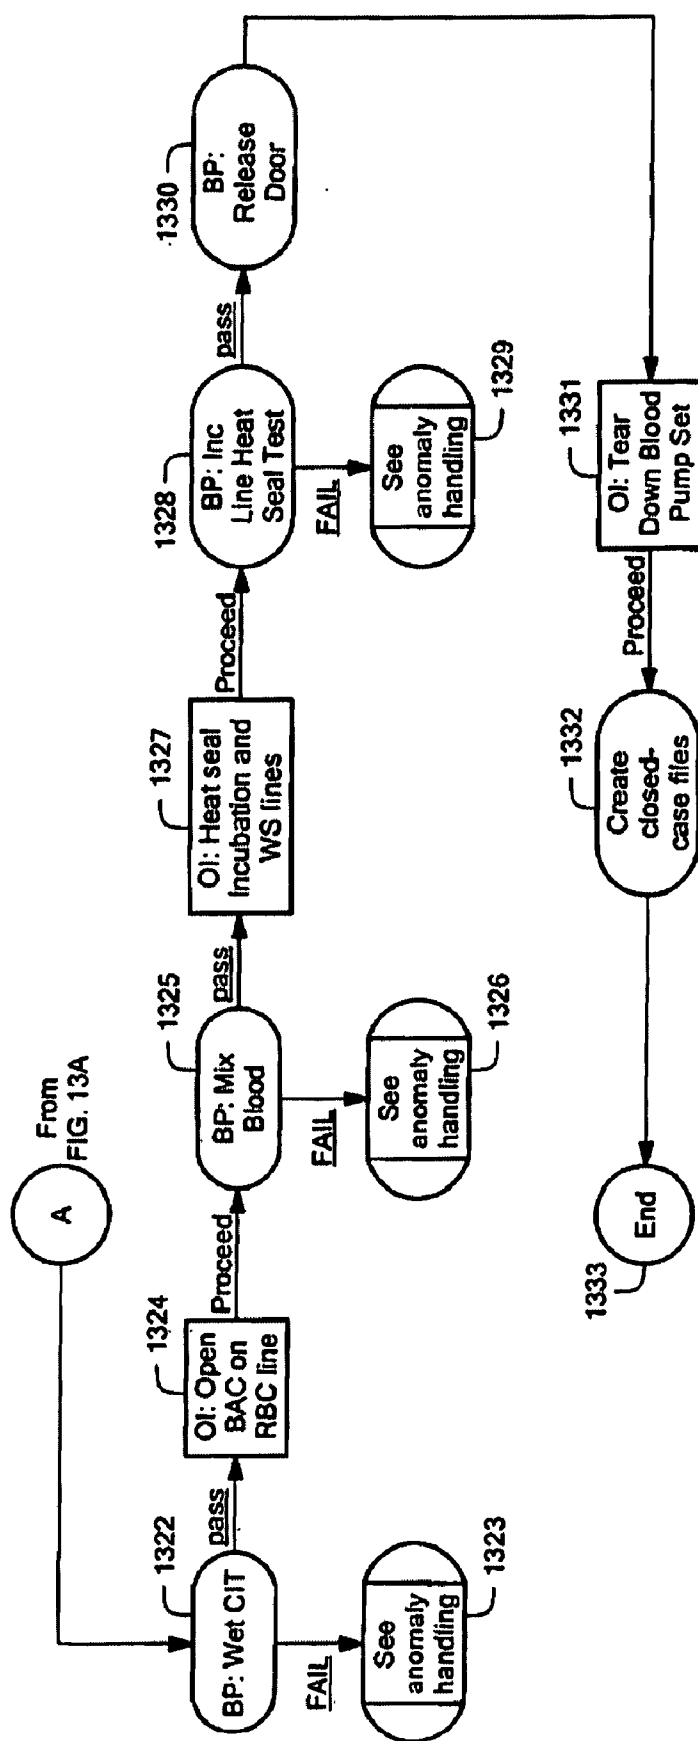 From
FIG. 13A
A
1322
BP: Wet CIT
pass
FAIL
1323
See
anomaly
handling
1324
OI: Open
BAC on
RBC line
Proceed
1325
BP: Mix
Blood
pass
FAIL
1326
See
anomaly
handling
1327
OI: Heat seal
Incubation and
WS lines
Proceed
1328
BP: Inc
Line Heat
Seal Test
pass
FAIL
1329
See
anomaly
handling
1330
BP:
Release
Door
1331
OI: Tear
Down Blood
Pump Set
Proceed
1332
Create
closed-
case files
1333
End